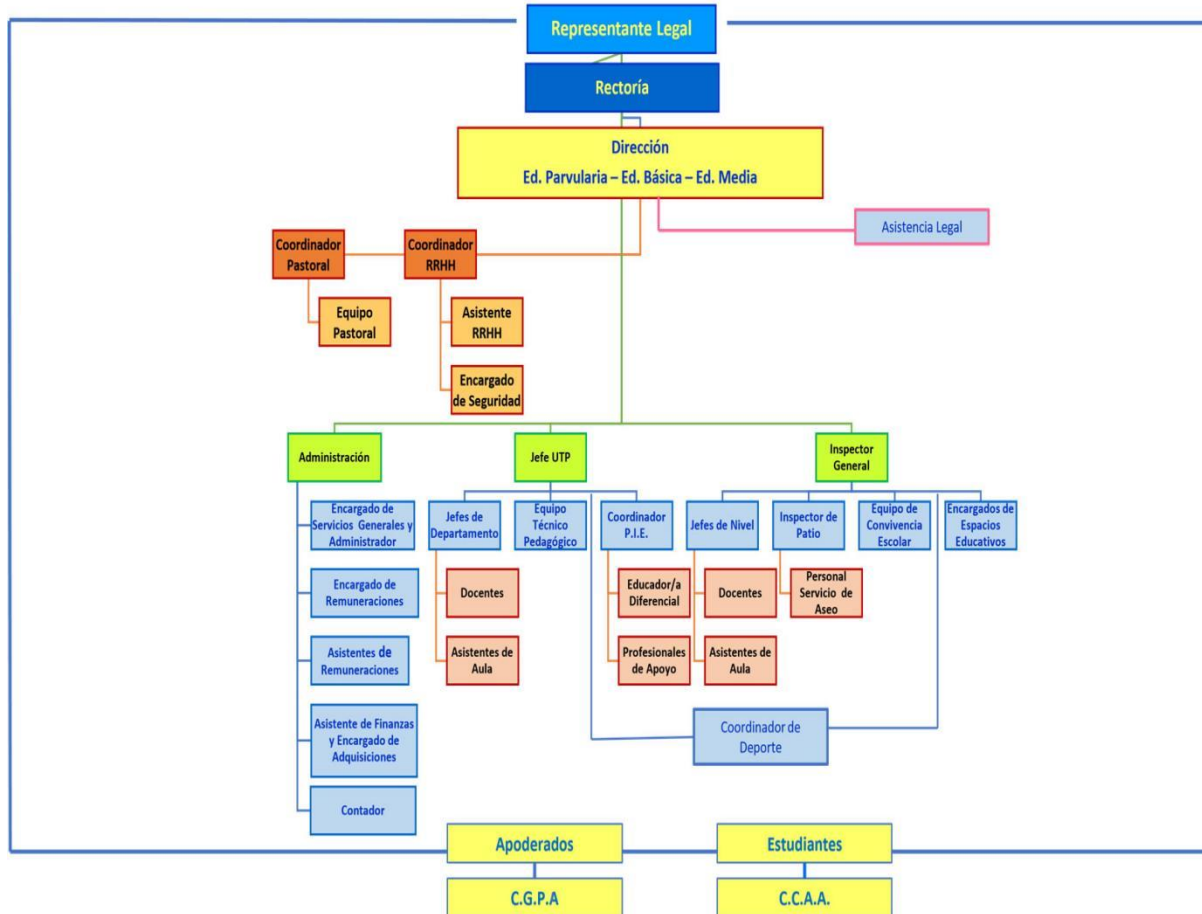 Representante Legal
Rectoría
Dirección
Ed. Parvularia – Ed. Básica – Ed. Media
Asistencia Legal
Coordinador
Pastoral
Coordinador
RRHH
Equipo
Pastoral
Asistente
RRHH
Encargado
de Seguridad
Administración
Jefe UTP
Inspector
General
Encargado de
Servicios Generales y
Administrador
Jefes de
Departamento
Equipo
Técnico
Pedagógico
Coordinador
P.I.E.
Jefes de Nivel
Inspector de
Patio
Equipo de
Convivencia
Escolar
Encargados de
Espacios
Educativos
Encargado de
Remuneraciones
Docentes
Educador/a
Diferencial
Docentes
Personal
Servicio de
Aseo
Asistentes de
Remuneraciones
Asistentes de
Aula
Profesionales
de Apoyo
Asistentes de
Aula
Asistente de Finanzas
y Encargado de
Adquisiciones
Coordinador de
Deporte
Contador
Apoderados
Estudiantes
C.G.P.A
C.C.A.A.